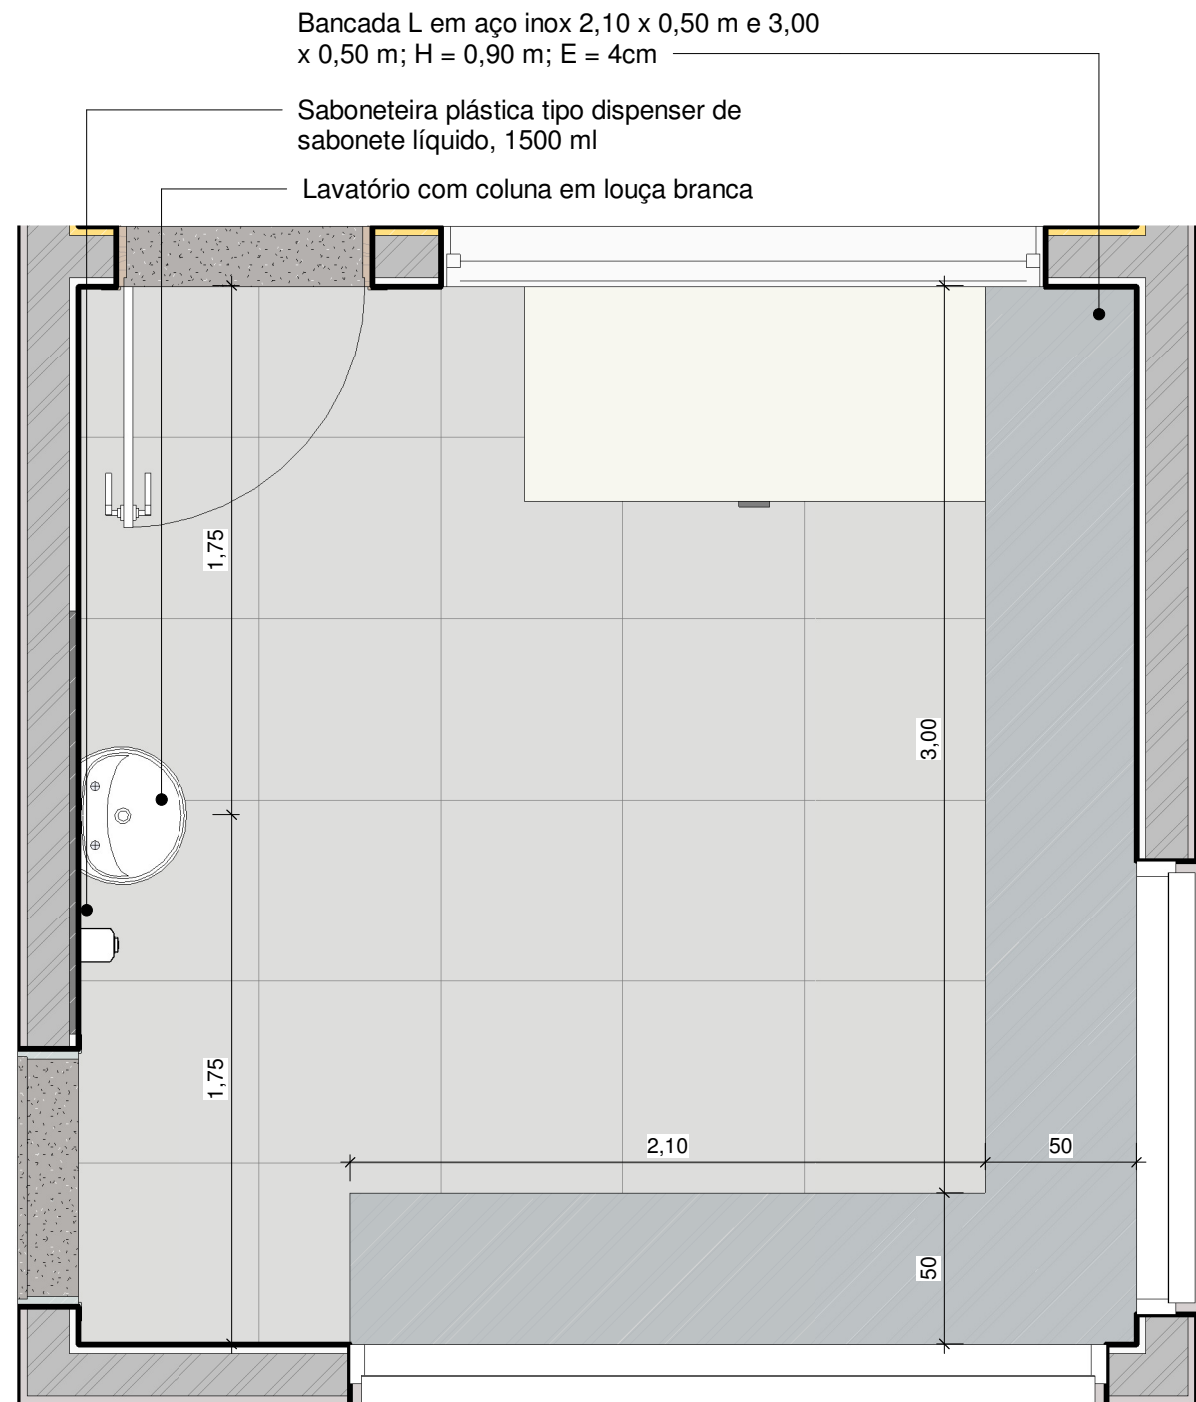 Bancada L em aço inox 2,10 x 0,50 m e 3,00
x 0,50 m; H = 0,90 m; E = 4cm
Saboneteira plástica tipo dispenser de
sabonete líquido, 1500 ml
Lavatório com coluna em louça branca
1,75
3,00
1,75
2,10
50
50